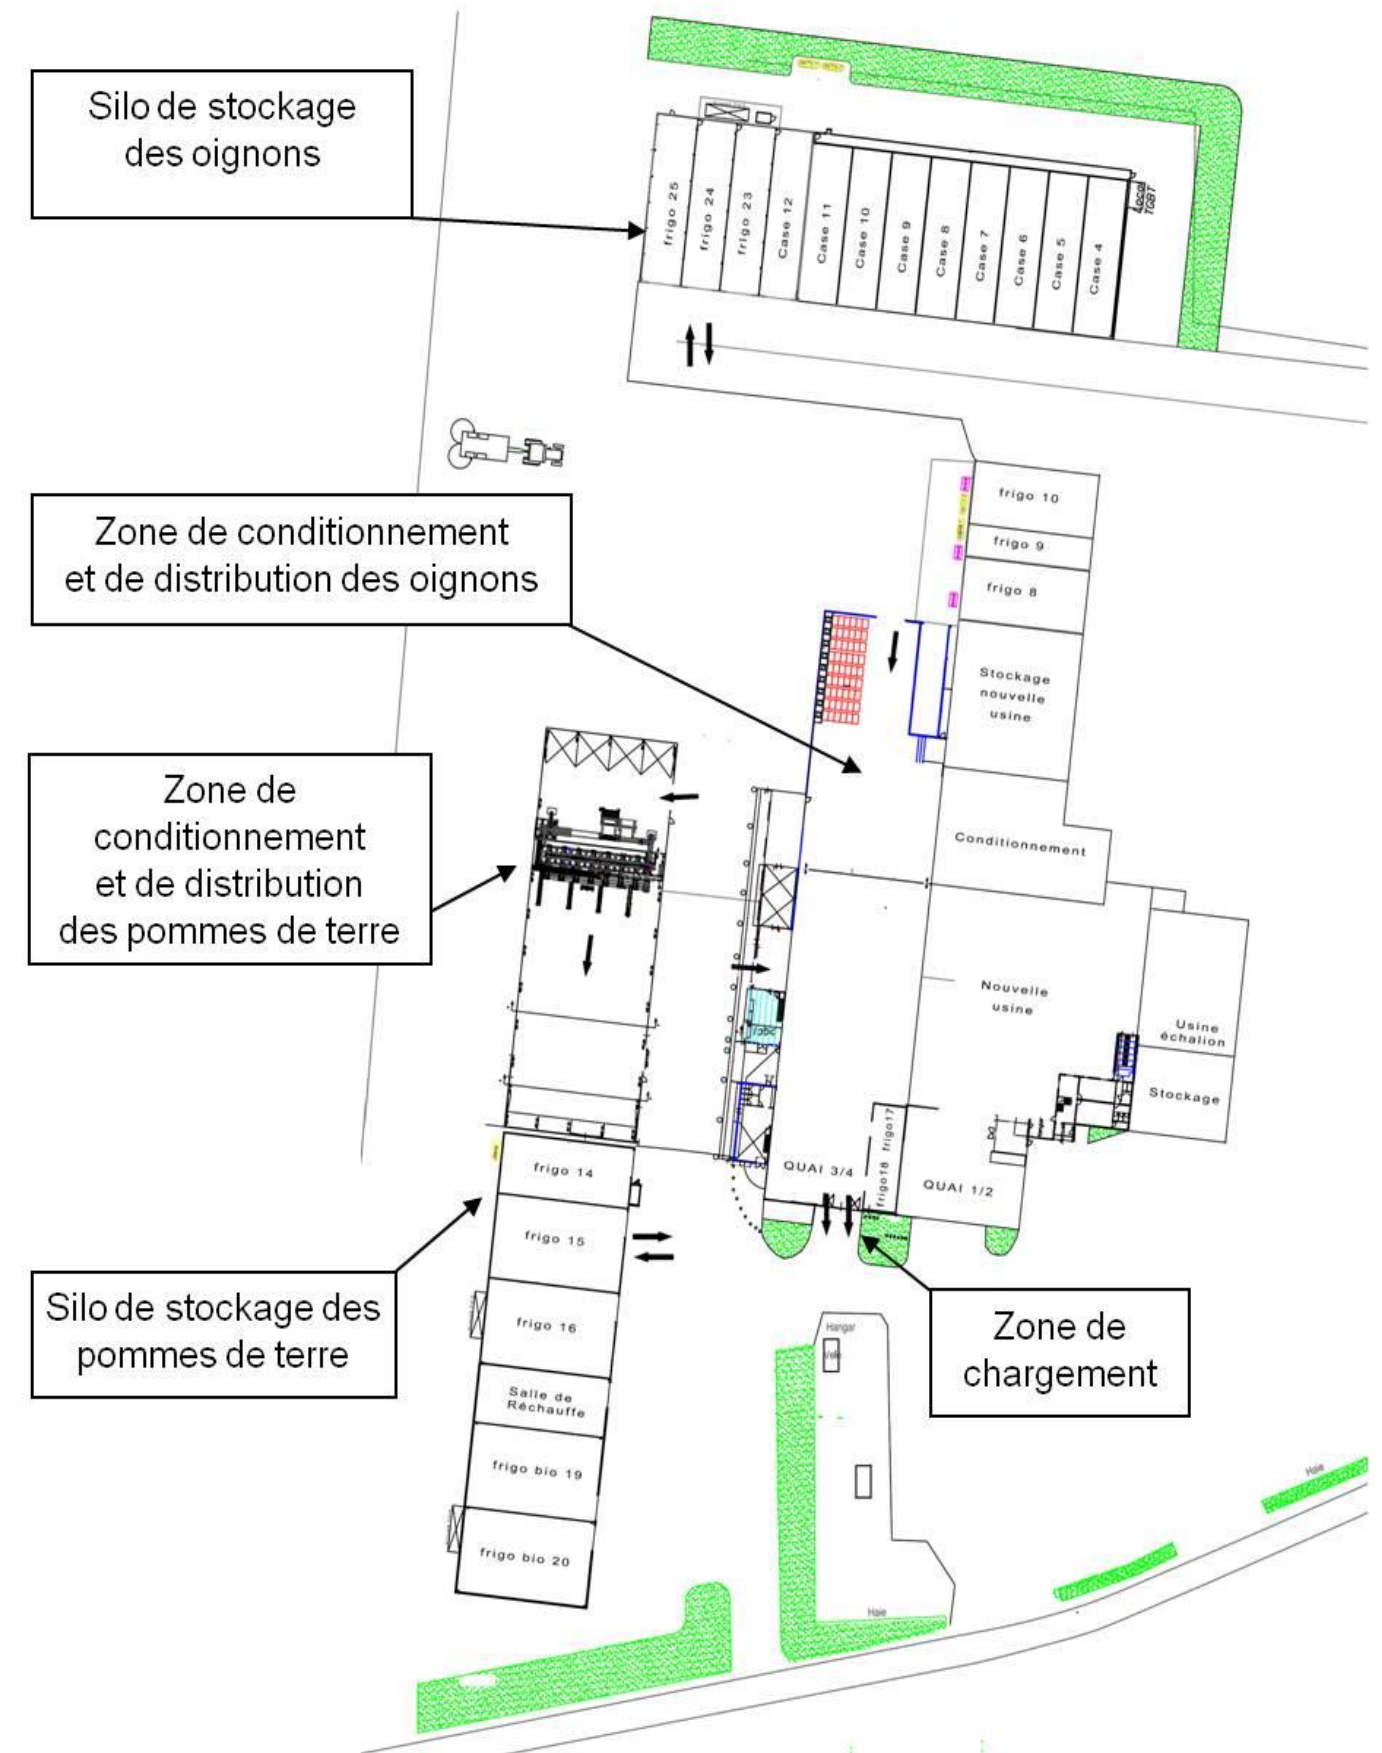 Silo de stockage
des oignons
frigo 25
frigo 24
frigo 23
Case 12
Case 11
Case 10
Case 9
Case 8
Case 7
Case 6
Case 5
Case 4
Local
TGBT
Zone de conditionnement
et de distribution des oignons
frigo 10
frigo 9
frigo 8
Stockage
nouvelle
usine
Zone de
conditionnement
et de distribution
des pommes de terre
Conditionnement
Nouvelle
usine
Usine
échalion
Stockage
frigo17
frigo18
QUAI 3/4
QUAI 1/2
frigo 14
frigo 15
frigo 16
Salle de
Réchauffe
frigo bio 19
frigo bio 20
Silo de stockage des
pommes de terre
Zone de
chargement
Hangar
Haie
Haie